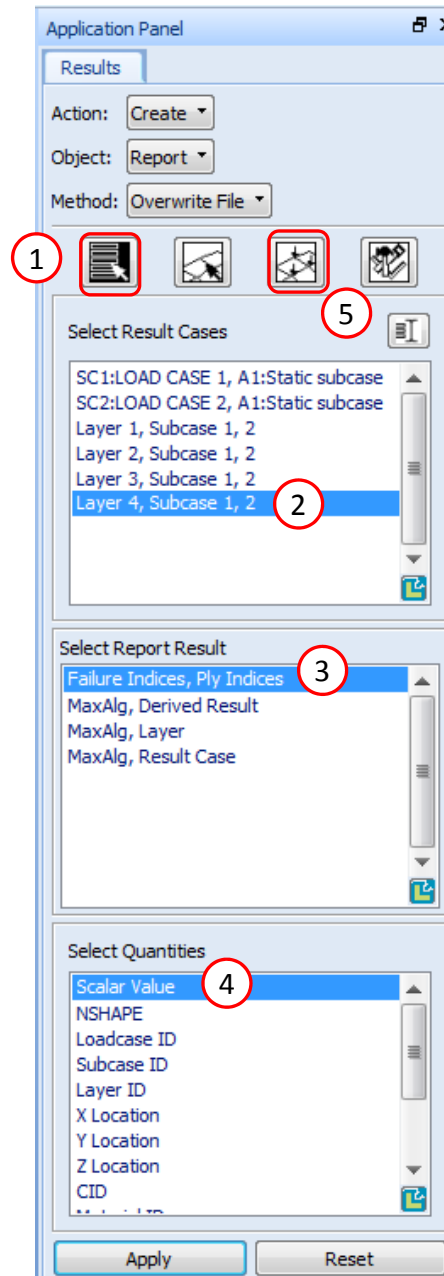 Application Panel
Results
Action: Create
Object: Report
Method: Overwrite File
1
5
Select Result Cases
SC1:LOAD CASE 1, A1:Static subcase
SC2:LOAD CASE 2, A1:Static subcase
Layer 1, Subcase 1, 2
Layer 2, Subcase 1, 2
Layer 3, Subcase 1, 2
Layer 4, Subcase 1, 2
2
Select Report Result
Failure Indices, Ply Indices
3
MaxAlg, Derived Result
MaxAlg, Layer
MaxAlg, Result Case
Select Quantities
Scalar Value
4
NSHAPE
Loadcase ID
Subcase ID
Layer ID
X Location
Y Location
Z Location
CID
Apply Reset